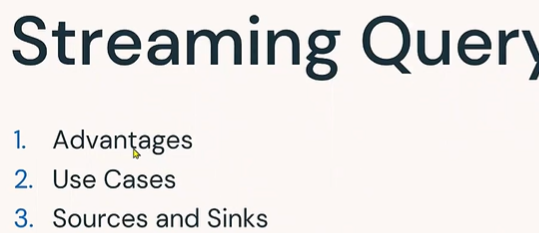 Streaming Query
1. Advantages
2. Use Cases
3. Sources and Sinks